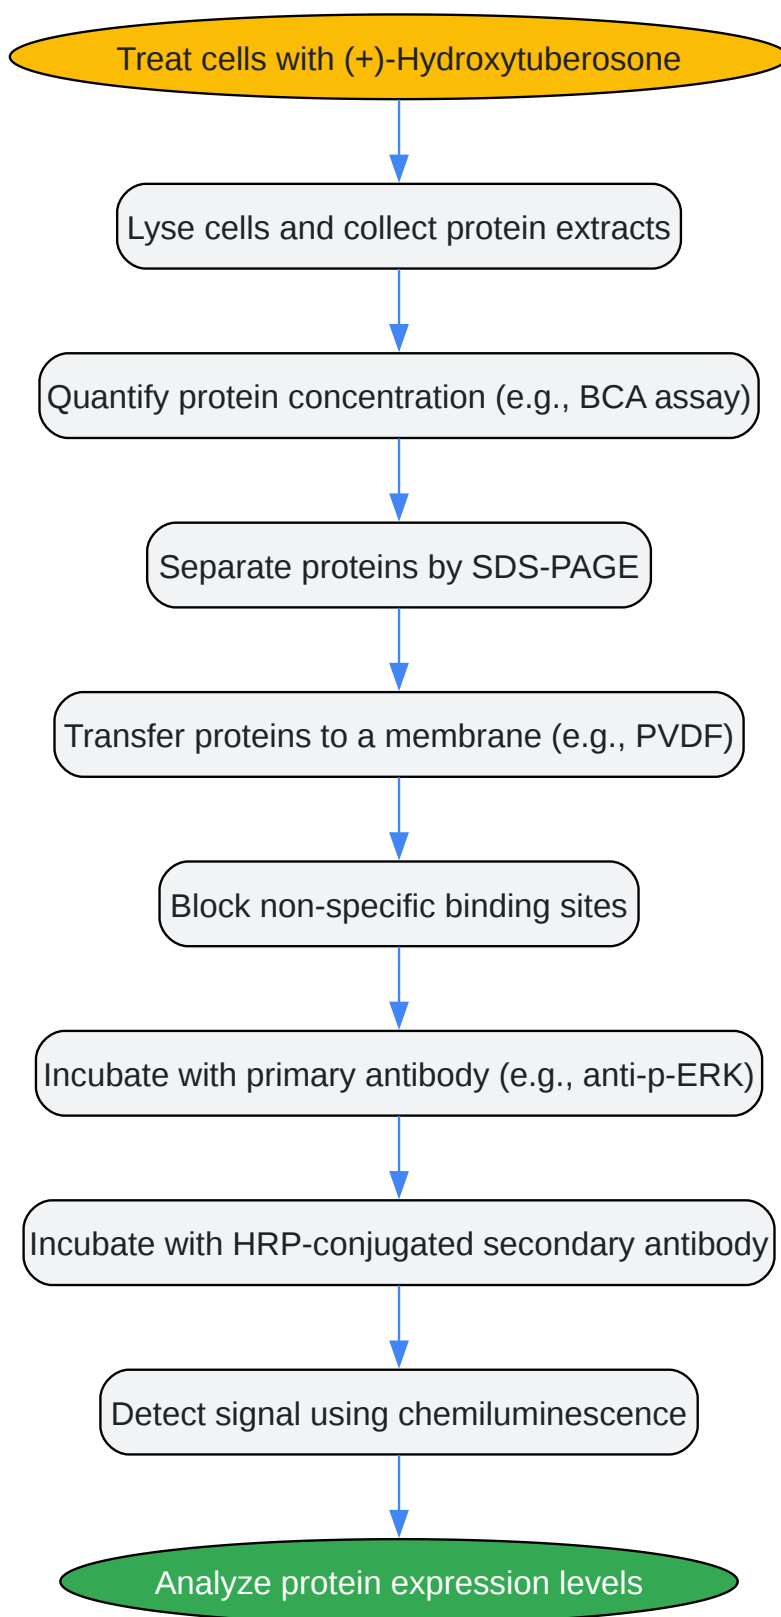 Treat cells with (+)-Hydroxytuberosone
Lyse cells and collect protein extracts
Quantify protein concentration (e.g., BCA assay)
Separate proteins by SDS-PAGE
Transfer proteins to a membrane (e.g., PVDF)
Block non-specific binding sites
Incubate with primary antibody (e.g., anti-p-ERK)
Incubate with HRP-conjugated secondary antibody
Detect signal using chemiluminescence
Analyze protein expression levels